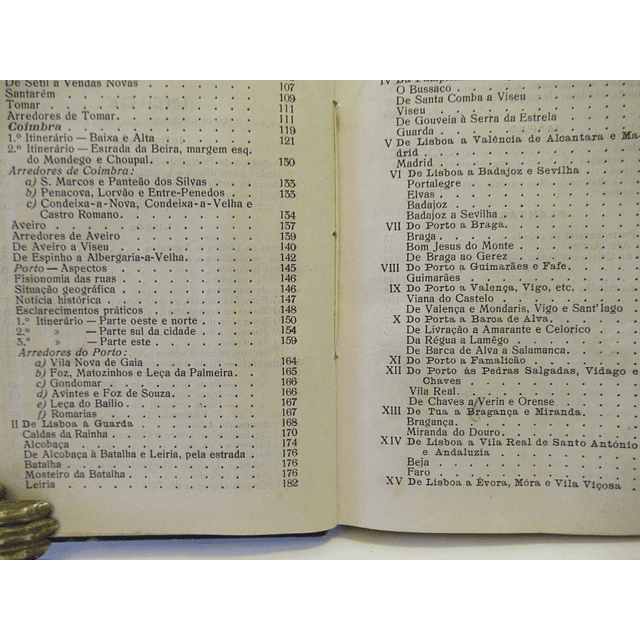 De Setil a Vendas Novas . . . . . . 107
Santarém . . . . . . 109
Tomar . . . . . . 111
Arredores de Tomar. . . . . . 111
Coimbra . . . . . . 119
1.º Itinerário — Baixa e Alta . . . . . . 121
2.º Itinerário — Estrada da Beira, margem esq.
do Mondego e Choupal. . . . . . 130
Arredores de Coimbra:
a) S. Marcos e Panteão dos Silvas . . . . . 133
b) Penacova, Lorvão e Entre-Penedos . . . . 133
c) Condeixa-a-Nova, Condeixa-a-Velha e
Castro Romano. . . . . . 134
Aveiro . . . . . . 137
Arredores de Aveiro . . . . . . 139
De Aveiro a Viseu . . . . . . 140
De Espinho a Albergaria-a-Velha. . . . . . 142
Porto — Aspectos . . . . . . 145
Fisionomia das ruas . . . . . . 146
Situação geográfica . . . . . . 146
Notícia histórica . . . . . . 147
Esclarecimentos práticos . . . . . . 148
1.º Itinerário — Parte oeste e norte . . . . 150
2.º » — Parte sul da cidade . . . . 154
3.º » — Parte este . . . . . . 159
Arredores do Porto:
a) Vila Nova de Gaia . . . . . . 164
b) Foz, Matozinhos e Leça da Palmeira. . . . 165
c) Gondomar . . . . . . 166
d) Avintes e Foz de Souza. . . . . . 166
e) Leça do Bailio . . . . . . 167
f) Romarias . . . . . . 167
II De Lisboa à Guarda . . . . . . 168
Caldas da Rainha . . . . . . 170
Alcobaça . . . . . . 174
De Alcobaça à Batalha e Leiria, pela estrada . . 176
Batalha . . . . . . 176
Mosteiro da Batalha . . . . . . 176
Leiria . . . . . . 182
IV Da
O Bussaco . . . . . .
De Santa Comba a Viseu . . . . . .
Viseu . . . . . .
De Gouveia à Serra da Estrela . . . . . .
Guarda . . . . . .
V De Lisboa a Valência de Alcantara e Ma-
drid . . . . . .
Madrid . . . . . .
VI De Lisboa a Badajoz e Sevilha . . . . . .
Portalegre . . . . . .
Elvas . . . . . .
Badajoz . . . . . .
Badajoz a Sevilha . . . . . .
VII Do Porto a Braga. . . . . .
Braga . . . . . .
Bom Jesus do Monte . . . . . .
De Braga ao Gerez . . . . . .
VIII Do Porto a Guimarães e Fafe. . . . . .
Guimarães . . . . . .
IX Do Porto a Valença, Vigo, etc. . . . . .
Viana do Castelo . . . . . .
De Valença e Mondariz, Vigo e Sant'Iago . .
X Do Porto a Barca de Alva. . . . . .
De Livração a Amarante e Celorico . . . . .
Da Régua a Lamêgo . . . . . .
De Barca de Alva a Salamanca. . . . . .
XI Do Porto a Famalicão . . . . . .
XII Do Porto ás Pedras Salgadas, Vidago e
Chaves . . . . . .
Vila Real . . . . . .
De Chaves a Verin e Orense . . . . . .
XIII De Tua a Bragança e Miranda. . . . . .
Bragança. . . . . .
Miranda do Douro. . . . . .
XIV De Lisboa a Vila Real de Santo António
e Andaluzia . . . . . .
Beja . . . . . .
Faro . . . . . .
XV De Lisboa a Évora, Móra e Vila Viçosa . . .